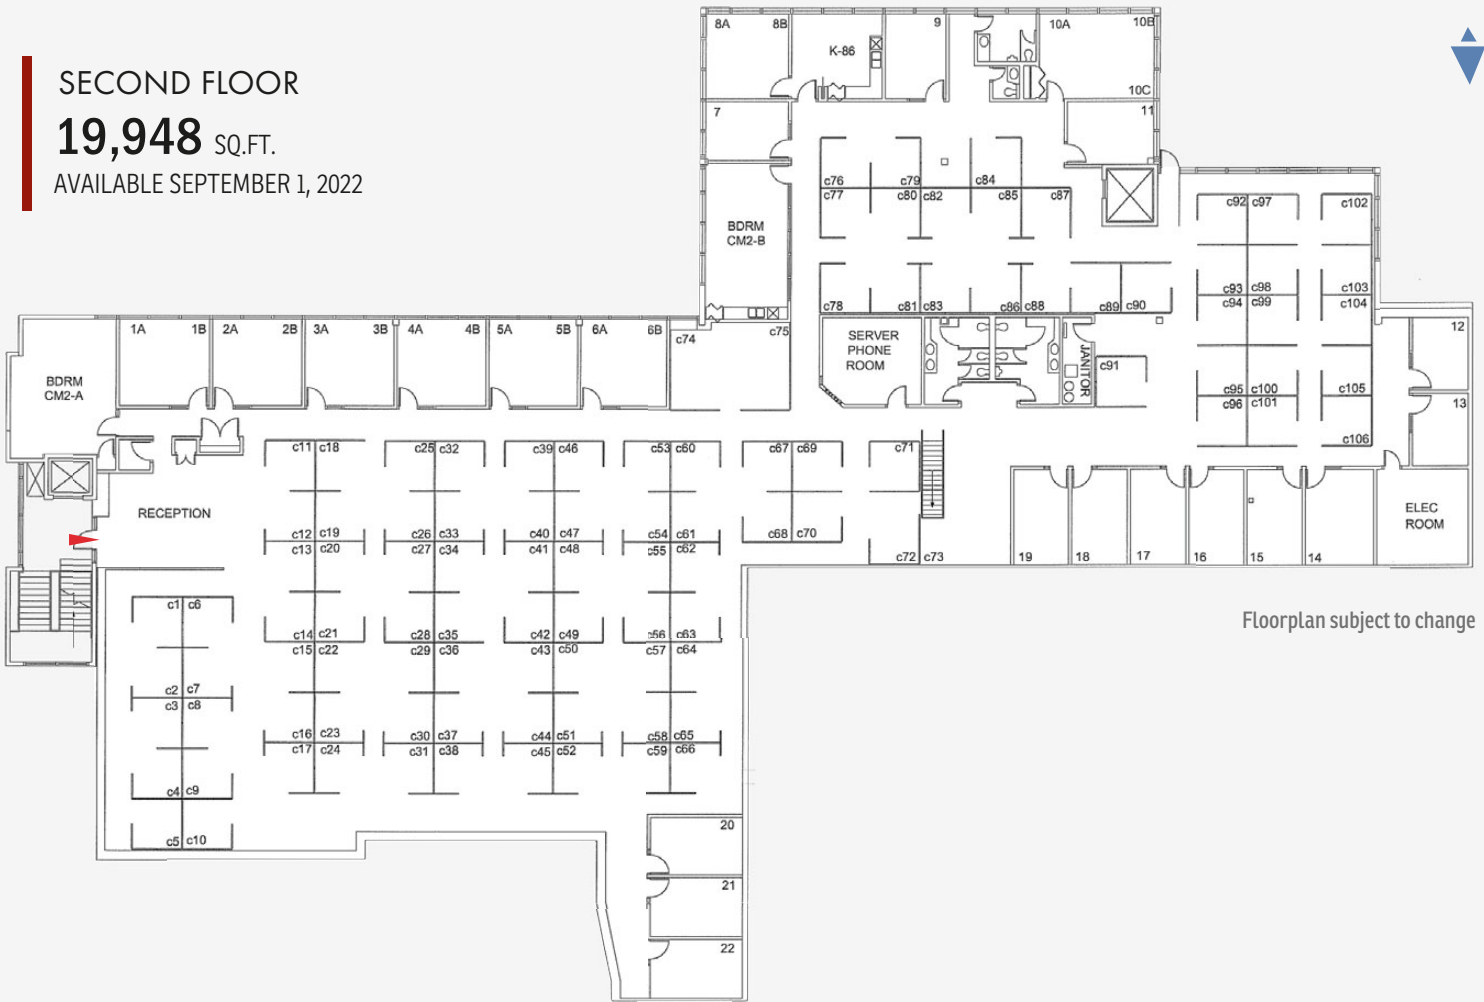 SECOND FLOOR
19,948 SQ.FT.
AVAILABLE SEPTEMBER 1, 2022
8A 8B
K-86
9
10A 10B
10C
7
11
c76 c79 c84
c77 c80 c82 c85 c87
BDRM
CM2-B
c78 c81 c83 c86 c88 c89 c90
c92 c97 c102
c93 c98 c103
c94 c99 c104
c95 c100 c105
c96 c101
c106
BDRM
CM2-A
1A 1B 2A 2B 3A 3B 4A 4B 5A 5B 6A 6B
c74 c75
SERVER
PHONE
ROOM
JANITOR
c91
12
13
c11 c18 c25 c32 c39 c46 c53 c60 c67 c69 c71
RECEPTION
c12 c19 c26 c33 c40 c47 c54 c61 c68 c70
c13 c20 c27 c34 c41 c48 c55 c62
c72 c73
19 18 17 16 15 14
ELEC
ROOM
c1 c6
c14 c21 c28 c35 c42 c49 c56 c63
c15 c22 c29 c36 c43 c50 c57 c64
Floorplan subject to change
c2 c7
c3 c8
c16 c23 c30 c37 c44 c51 c58 c65
c17 c24 c31 c38 c45 c52 c59 c66
c4 c9
c5 c10
20
21
22